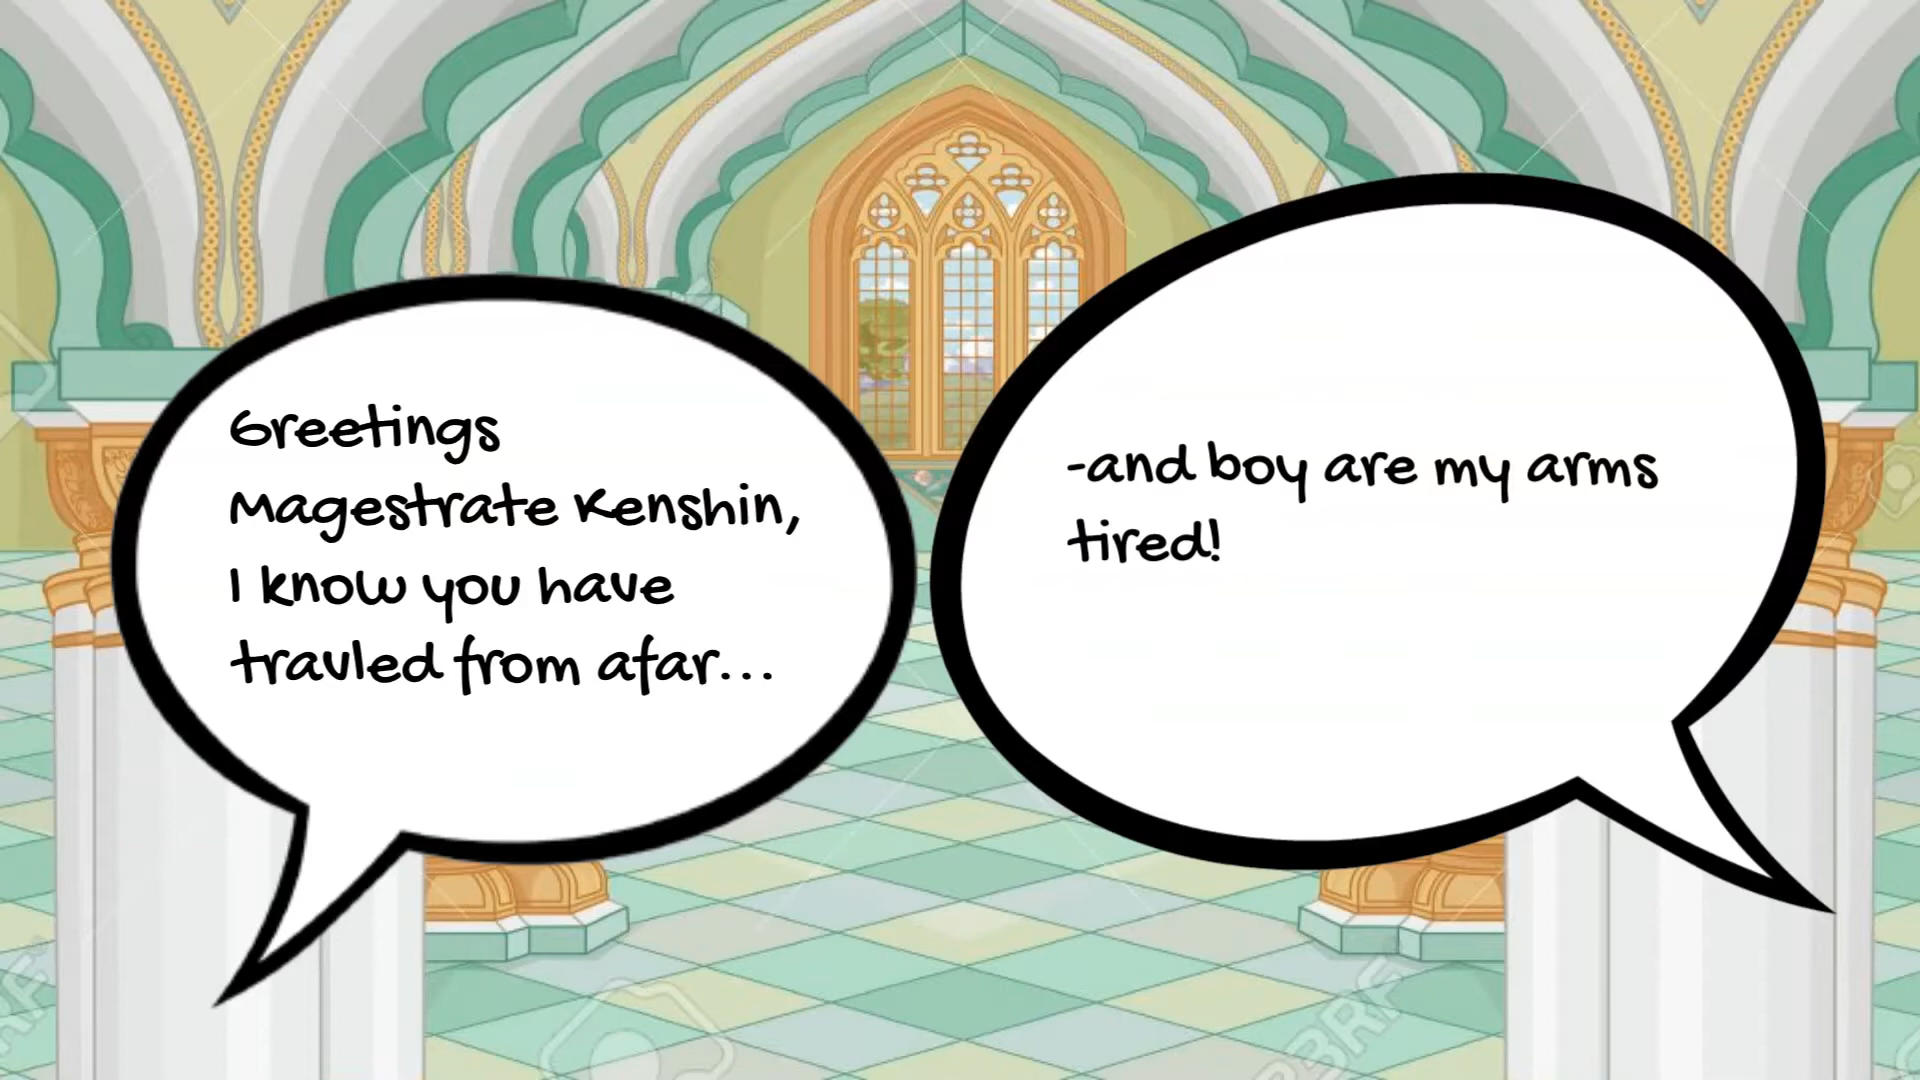 Greetings
Magestrate Kenshin,
I know you have
travled from afar...
-and boy are my arms
tired!